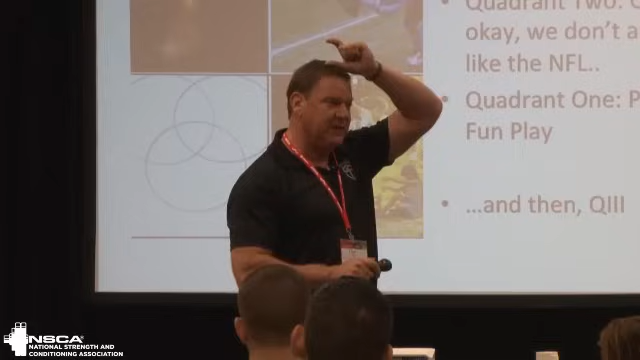 Quadrant Two:
okay, we don't a
like the NFL..
• Quadrant One: P
Fun Play
• …and then, QIII
NSCA
NATIONAL STRENGTH AND
CONDITIONING ASSOCIATION